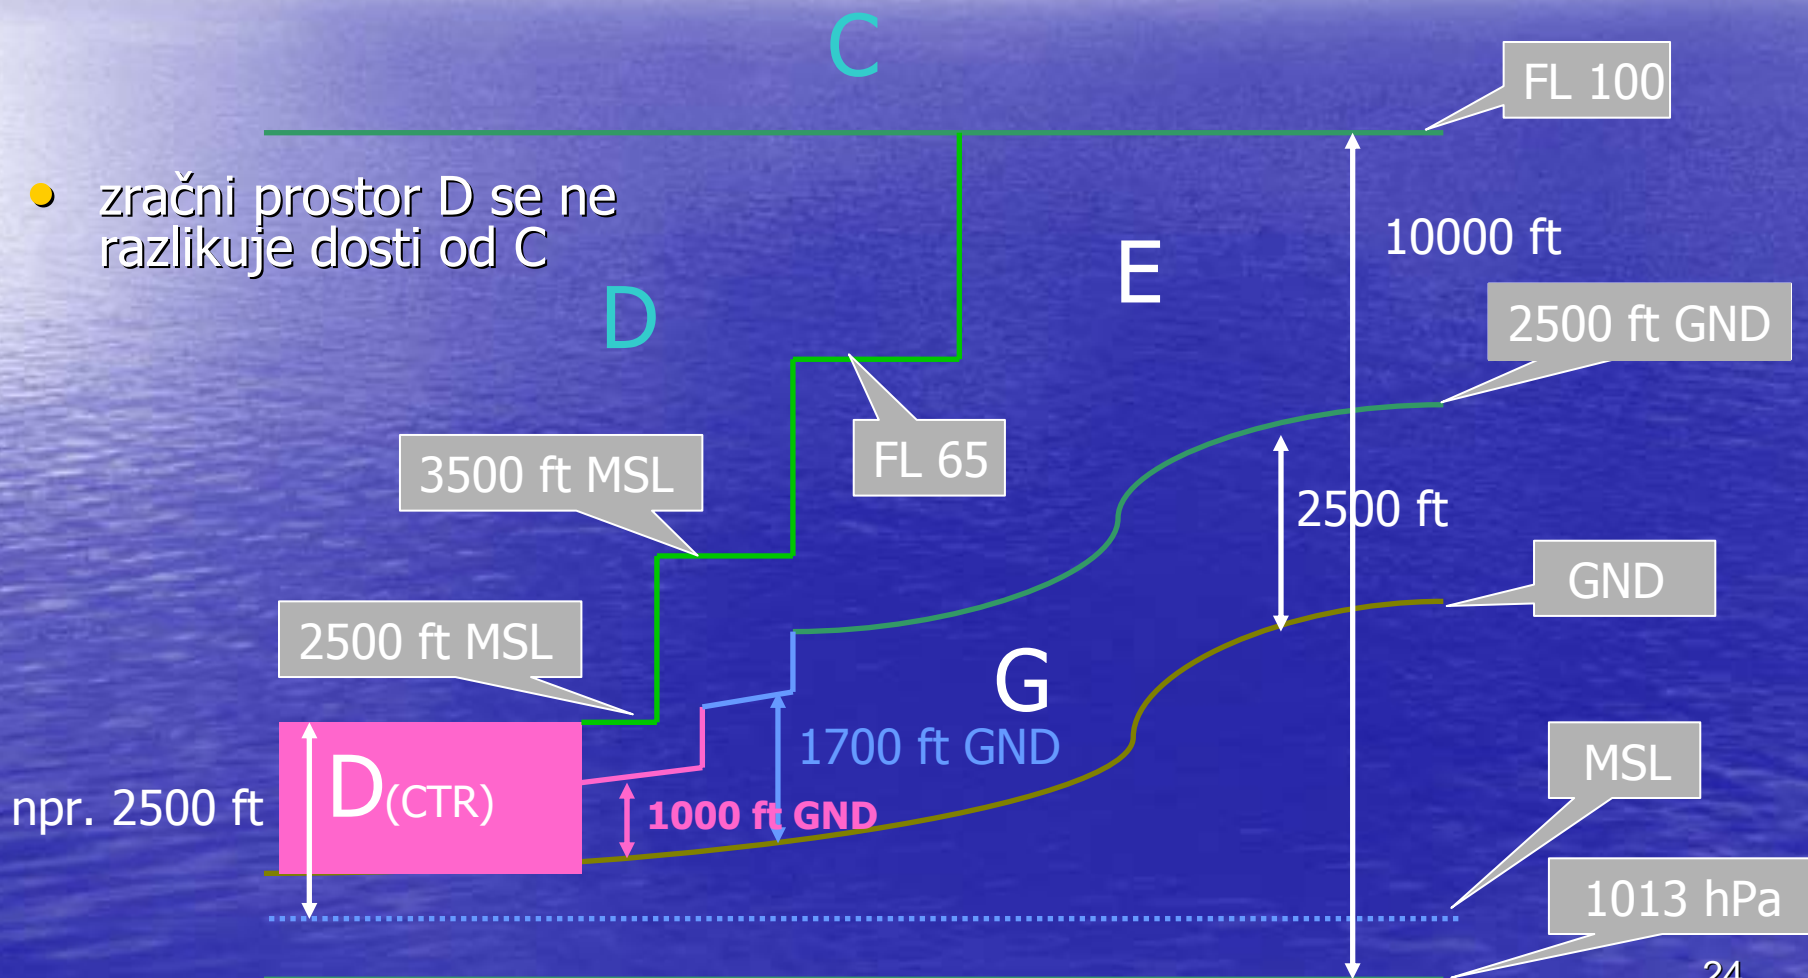 C
FL 100
zračni prostor D se ne
razlikuje dosti od C
10000 ft
E
D
2500 ft GND
3500 ft MSL
FL 65
2500 ft
GND
2500 ft MSL
G
1700 ft GND
MSL
D(CTR)
npr. 2500 ft
1000 ft GND
1013 hPa
24